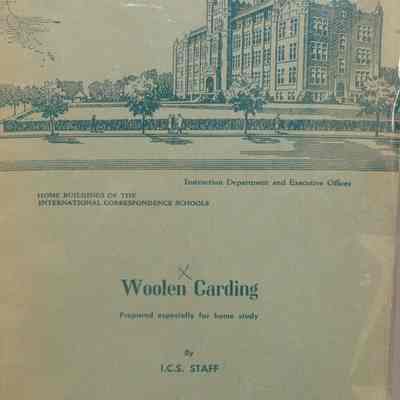 Instruction Department and Executive Offices
HOME BUILDINGS OF THE
INTERNATIONAL CORRESPONDENCE SCHOOLS
Woolen Carding
Prepared especially for home study
By
I.C.S. STAFF